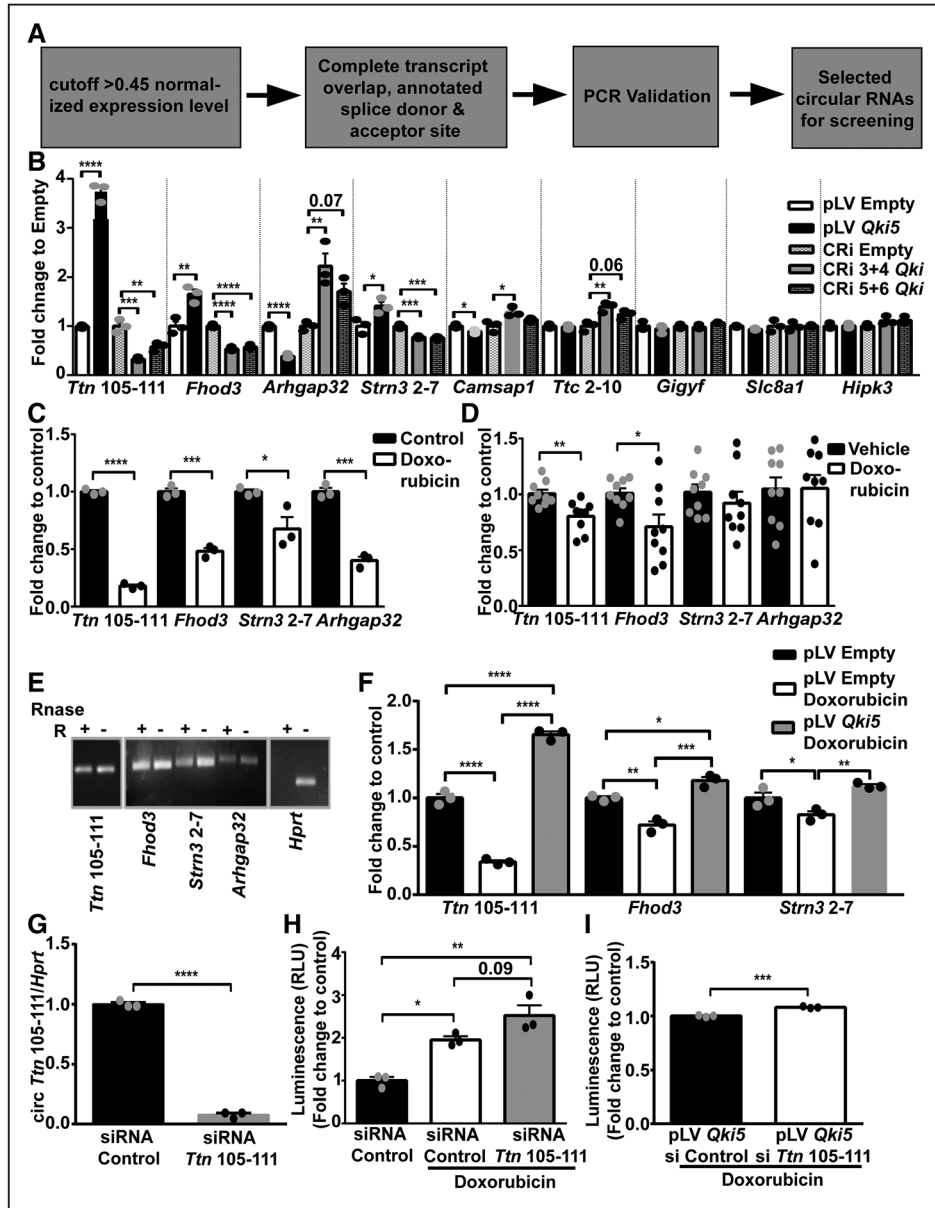 A
cutoff >0.45 normal-
ized expression level
Complete transcript
overlap, annotated
splice donor &
acceptor site
PCR Validation
Selected
circular RNAs
for screening
B
Fold chnage to Empty
4
3
2
1
0
****
**
***
**
****
****
****
**
0.07
*
***
***
*
*
**
0.06
pLV Empty
pLV Qki5
CRi Empty
CRi 3+4 Qki
CRi 5+6 Qki
Ttn 105-111 Fhod3 Arhgap32 Strn3 2-7 Camsap1 Ttc 2-10 Gigyf Slc8a1 Hipk3
C
Fold change to control
1.5
1.0
0.5
0.0
****
***
*
***
Control
Doxo-
rubicin
Ttn 105-111 Fhod3 Strn3 2-7 Arhgap32
D
Fold change to control
1.5
1.0
0.5
0.0
**
*
Vehicle
Doxo-
rubicin
Ttn 105-111 Fhod3 Strn3 2-7 Arhgap32
E
Rnase
R + - + - + - + - + -
Ttn 105-111
Fhod3
Strn3 2-7
Arhgap32
Hprt
F
Fold change to control
2.0
1.5
1.0
0.5
0.0
****
****
****
*
***
**
*
**
pLV Empty
pLV Empty
Doxorubicin
pLV Qki5
Doxorubicin
Ttn 105-111 Fhod3 Strn3 2-7
G
circ Ttn 105-111/Hprt
1.5
1.0
0.5
0.0
****
siRNA
Control
siRNA
Ttn 105-111
H
Luminescence (RLU)
(Fold change to control)
4
3
2
1
0
**
0.09
*
siRNA
Control
siRNA
Control
siRNA
Ttn 105-111
Doxorubicin
I
Luminescence (RLU)
(Fold change to control)
1.5
1.0
0.5
0.0
***
pLV Qki5
si Control
pLV Qki5
si Ttn 105-111
Doxorubicin